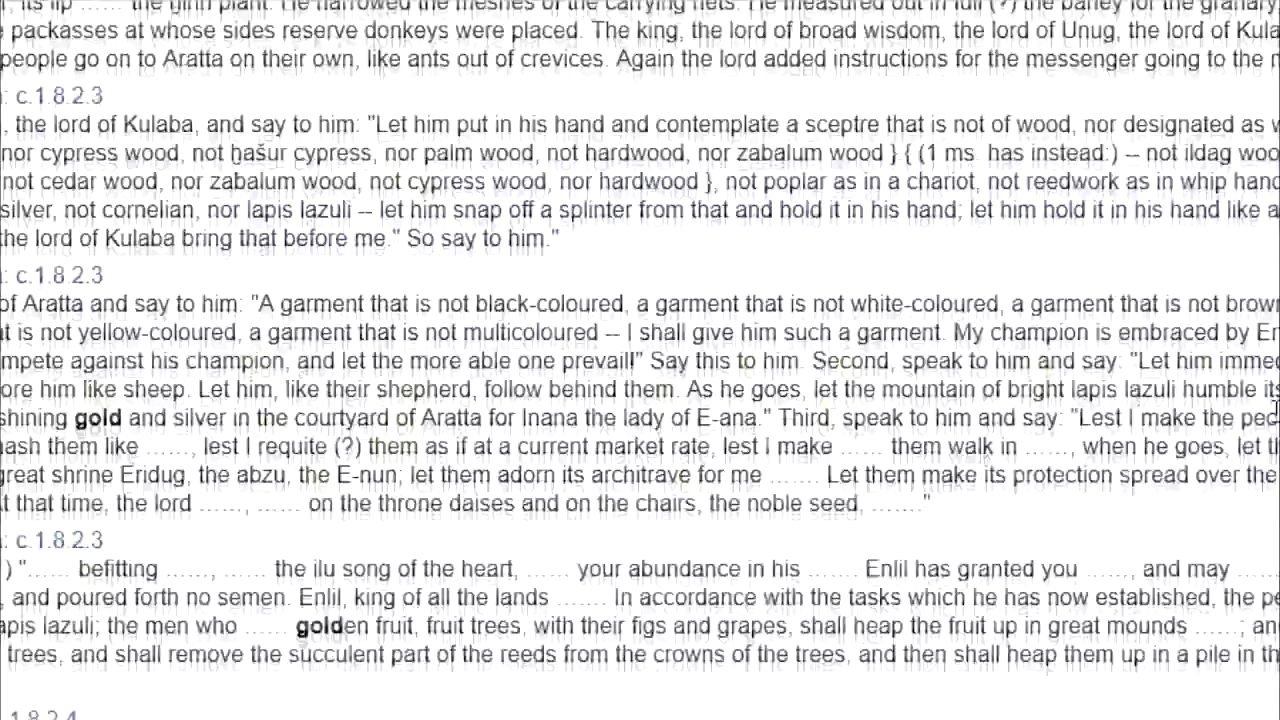 its lip ...... the girin plant. He narrowed the meshes of the carrying nets. He measured out in full (?) the barley for the granary,
packasses at whose sides reserve donkeys were placed. The king, the lord of broad wisdom, the lord of Unug, the lord of Kula
people go on to Aratta on their own, like ants out of crevices. Again the lord added instructions for the messenger going to the
: c.1.8.2.3
, the lord of Kulaba, and say to him: "Let him put in his hand and contemplate a sceptre that is not of wood, nor designated as w
nor cypress wood, not ḫašur cypress, nor palm wood, not hardwood, nor zabalum wood } { (1 ms. has instead:) -- not ildag woo
not cedar wood, nor zabalum wood, not cypress wood, nor hardwood }, not poplar as in a chariot, not reedwork as in whip hand
silver, not cornelian, nor lapis lazuli -- let him snap off a splinter from that and hold it in his hand; let him hold it in his hand like a
the lord of Kulaba bring that before me." So say to him."
: c.1.8.2.3
of Aratta and say to him: "A garment that is not black-coloured, a garment that is not white-coloured, a garment that is not brown
t is not yellow-coloured, a garment that is not multicoloured -- I shall give him such a garment. My champion is embraced by En
mpete against his champion, and let the more able one prevail!" Say this to him. Second, speak to him and say: "Let him immed
ore him like sheep. Let him, like their shepherd, follow behind them. As he goes, let the mountain of bright lapis lazuli humble its
shining gold and silver in the courtyard of Aratta for Inana the lady of E-ana." Third, speak to him and say: "Lest I make the peo
ash them like ......, lest I requite (?) them as if at a current market rate, lest I make ...... them walk in ......, when he goes, let th
great shrine Eridug, the abzu, the E-nun; let them adorn its architrave for me ....... Let them make its protection spread over the
t that time, the lord ......, ...... on the throne daises and on the chairs, the noble seed, ......."
: c.1.8.2.3
) "...... befitting ......, ...... the ilu song of the heart, ...... your abundance in his ....... Enlil has granted you ......, and may ......
, and poured forth no semen. Enlil, king of all the lands ....... In accordance with the tasks which he has now established, the pe
apis lazuli; the men who ...... golden fruit, fruit trees, with their figs and grapes, shall heap the fruit up in great mounds ......; an
trees, and shall remove the succulent part of the reeds from the crowns of the trees, and then shall heap them up in a pile in th
1.8.2.4